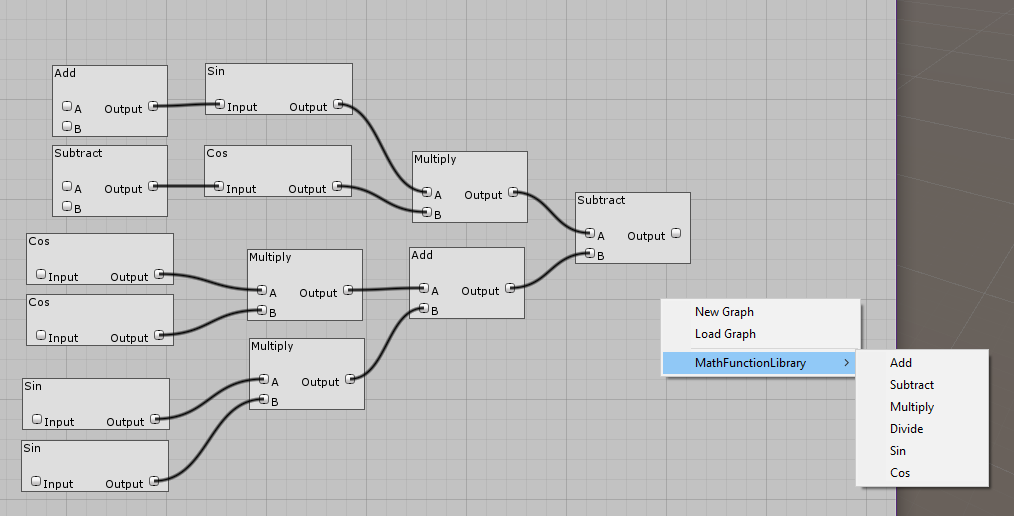 Add
A Output
B
Sin
Input Output
Subtract
A Output
B
Cos
Input Output
Multiply
A Output
B
Subtract
A Output
B
Cos
Input Output
Cos
Input Output
Multiply
A Output
B
Add
A Output
B
Multiply
A Output
B
Sin
Input Output
Sin
Input Output
New Graph
Load Graph
MathFunctionLibrary
Add
Subtract
Multiply
Divide
Sin
Cos